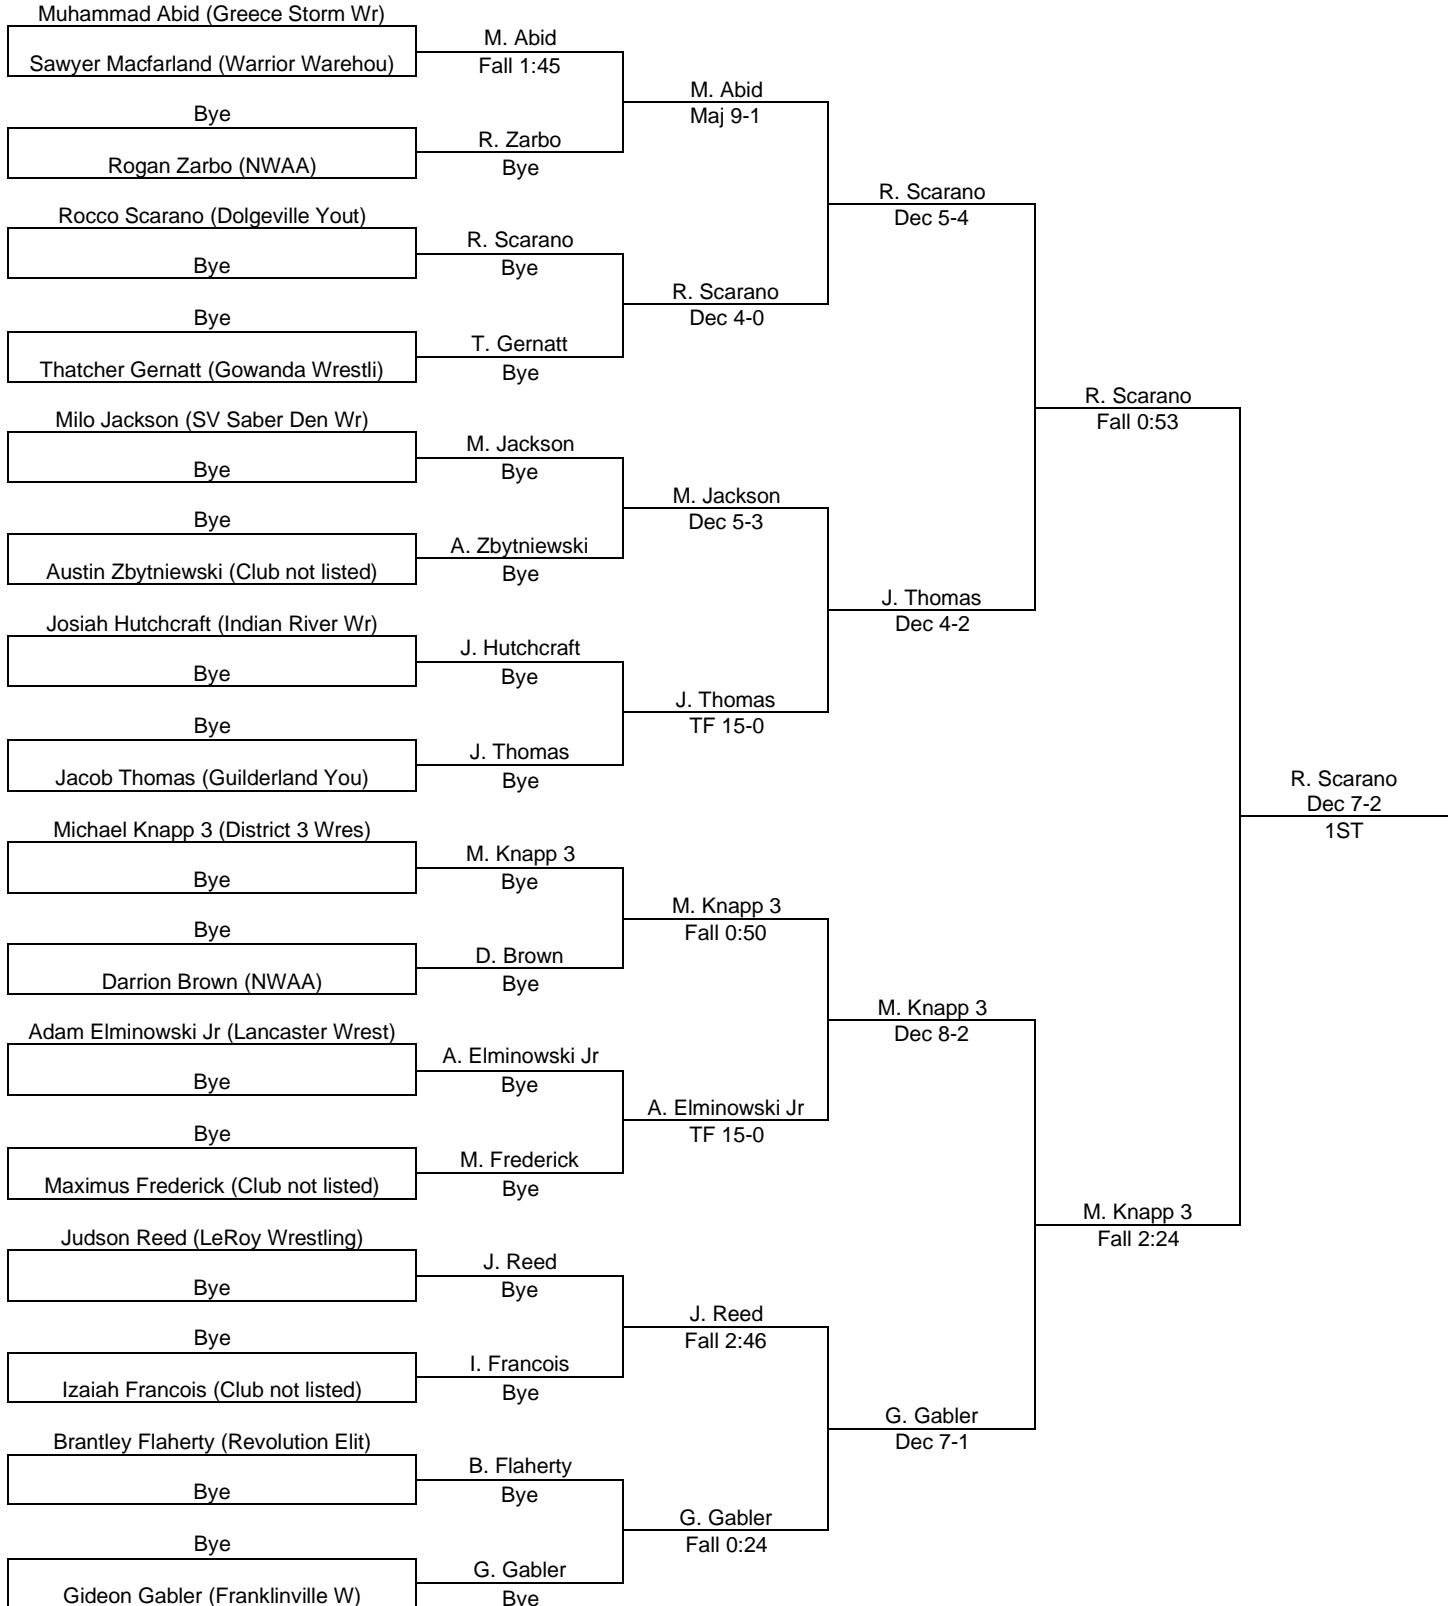 Muhammad Abid (Greece Storm Wr)
Sawyer Macfarland (Warrior Warehou)
Bye
Rogan Zarbo (NWAA)
Rocco Scarano (Dolgeville Yout)
Bye
Bye
Thatcher Gernatt (Gowanda Wrestli)
Milo Jackson (SV Saber Den Wr)
Bye
Bye
Austin Zbytniewski (Club not listed)
Josiah Hutchcraft (Indian River Wr)
Bye
Bye
Jacob Thomas (Guilderland You)
Michael Knapp 3 (District 3 Wres)
Bye
Bye
Darrion Brown (NWAA)
Adam Elminowski Jr (Lancaster Wrest)
Bye
Bye
Maximus Frederick (Club not listed)
Judson Reed (LeRoy Wrestling)
Bye
Bye
Izaiah Francois (Club not listed)
Brantley Flaherty (Revolution Elit)
Bye
Bye
Gideon Gabler (Franklinville W)
M. Abid
Fall 1:45
R. Zarbo
Bye
R. Scarano
Bye
T. Gernatt
Bye
M. Jackson
Bye
A. Zbytniewski
Bye
J. Hutchcraft
Bye
J. Thomas
Bye
M. Knapp 3
Bye
D. Brown
Bye
A. Elminowski Jr
Bye
M. Frederick
Bye
J. Reed
Bye
I. Francois
Bye
B. Flaherty
Bye
G. Gabler
Bye
M. Abid
Maj 9-1
R. Scarano
Dec 4-0
M. Jackson
Dec 5-3
J. Thomas
TF 15-0
M. Knapp 3
Fall 0:50
A. Elminowski Jr
TF 15-0
J. Reed
Fall 2:46
G. Gabler
Fall 0:24
R. Scarano
Dec 5-4
J. Thomas
Dec 4-2
M. Knapp 3
Dec 8-2
G. Gabler
Dec 7-1
R. Scarano
Fall 0:53
M. Knapp 3
Fall 2:24
R. Scarano
Dec 7-2
1ST